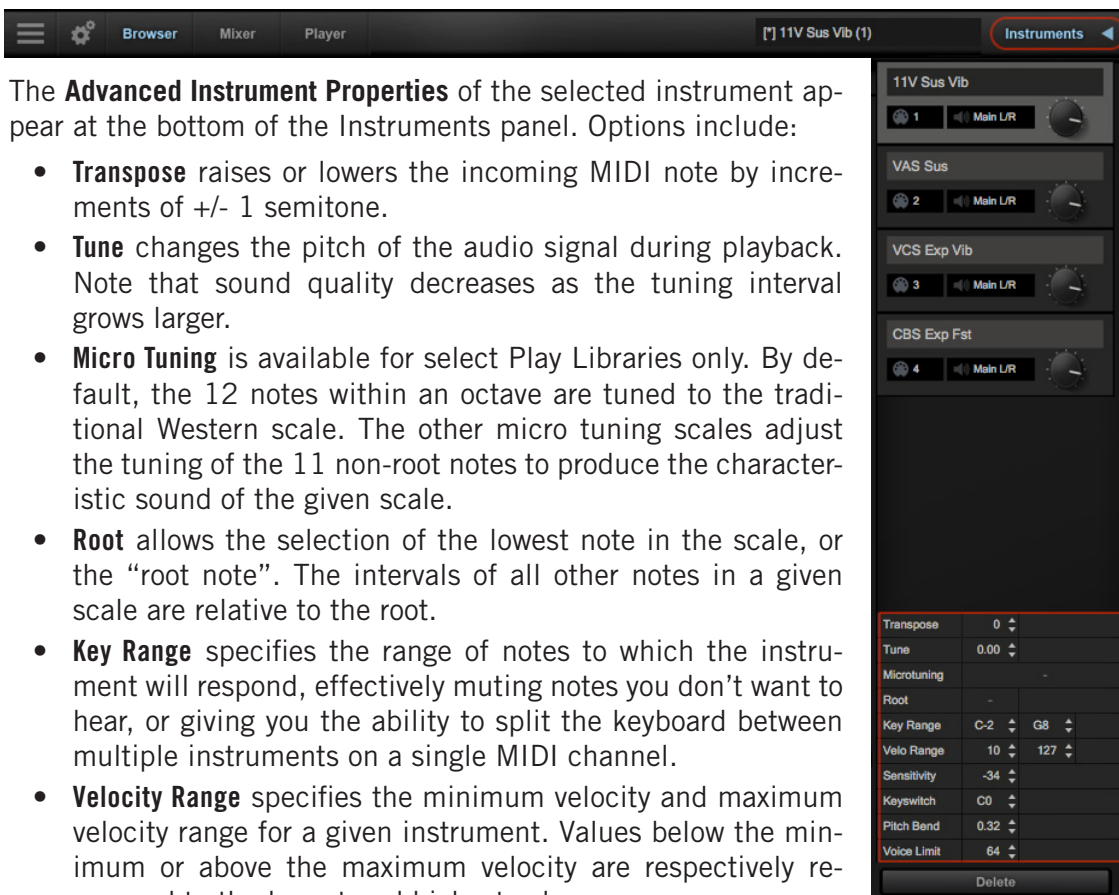 Browser Mixer Player [*] 11V Sus Vib (1) Instruments
The Advanced Instrument Properties of the selected instrument ap-
pear at the bottom of the Instruments panel. Options include:
• Transpose raises or lowers the incoming MIDI note by incre-
ments of +/- 1 semitone.
• Tune changes the pitch of the audio signal during playback.
Note that sound quality decreases as the tuning interval
grows larger.
• Micro Tuning is available for select Play Libraries only. By de-
fault, the 12 notes within an octave are tuned to the tradi-
tional Western scale. The other micro tuning scales adjust
the tuning of the 11 non-root notes to produce the character-
istic sound of the given scale.
• Root allows the selection of the lowest note in the scale, or
the “root note”. The intervals of all other notes in a given
scale are relative to the root.
• Key Range specifies the range of notes to which the instru-
ment will respond, effectively muting notes you don’t want to
hear, or giving you the ability to split the keyboard between
multiple instruments on a single MIDI channel.
• Velocity Range specifies the minimum velocity and maximum
velocity range for a given instrument. Values below the min-
imum or above the maximum velocity are respectively re-
11V Sus Vib
1 Main L/R
VAS Sus
2 Main L/R
VCS Exp Vib
3 Main L/R
CBS Exp Fst
4 Main L/R
Transpose 0
Tune 0.00
Microtuning -
Root -
Key Range C-2 G8
Velo Range 10 127
Sensitivity -34
Keyswitch C0
Pitch Bend 0.32
Voice Limit 64
Delete